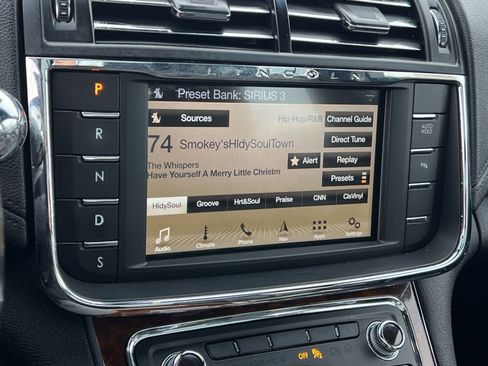 LINCOLN
P
R
N
D
S
Preset Bank: SIRIUS 3
Sources
Hip-Hop/R&B
Channel Guide
74 Smokey'sHldySoulTown
Direct Tune
The Whispers
Alert
Replay
Have Yourself A Merry Little Christm
Presets
HldySoul Groove Hrt&Soul Praise CNN ClsVinyl
Audio Climate Phone Nav Apps Settings
AUTO
HOLD
OFF